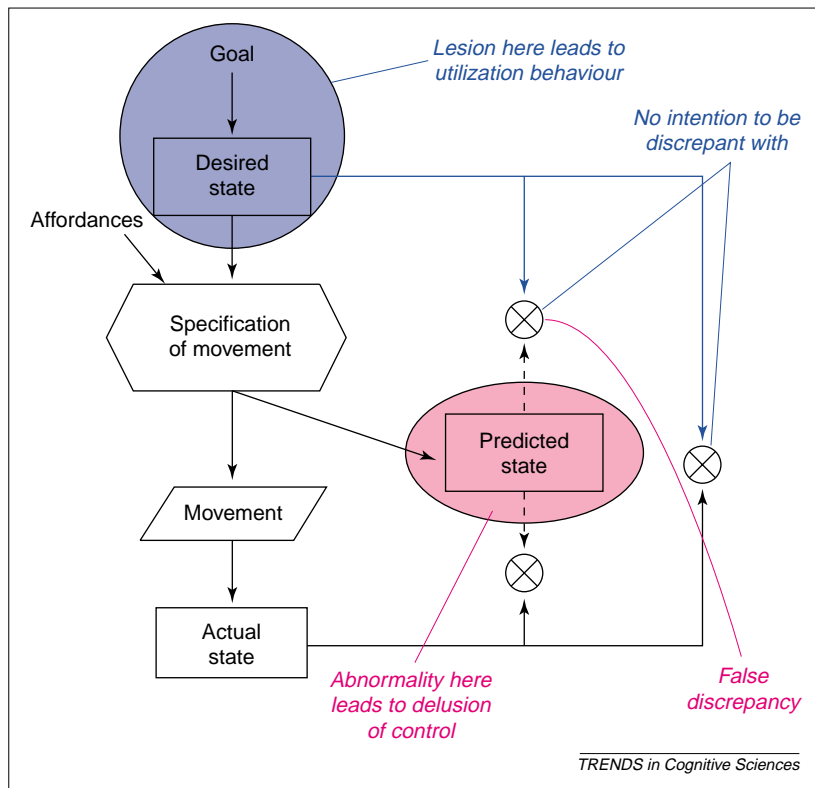 Goal
Lesion here leads to
utilization behaviour
No intention to be
discrepant with
Desired
state
Affordances
Specification
of movement
Predicted
state
Movement
Actual
state
Abnormality here
leads to delusion
of control
False
discrepancy
TRENDS in Cognitive Sciences